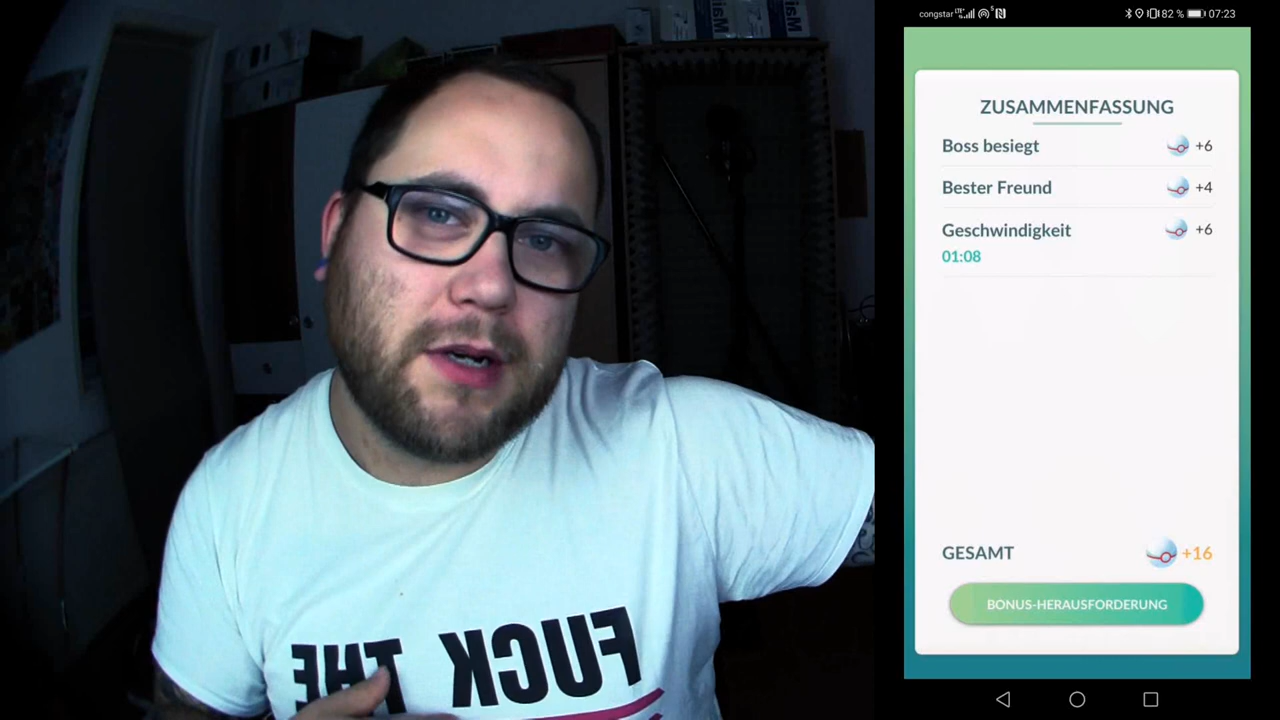 FUCK THE
congstar 82 % 07:23
ZUSAMMENFASSUNG
Boss besiegt +6
Bester Freund +4
Geschwindigkeit +6
01:08
GESAMT +16
BONUS-HERAUSFORDERUNG